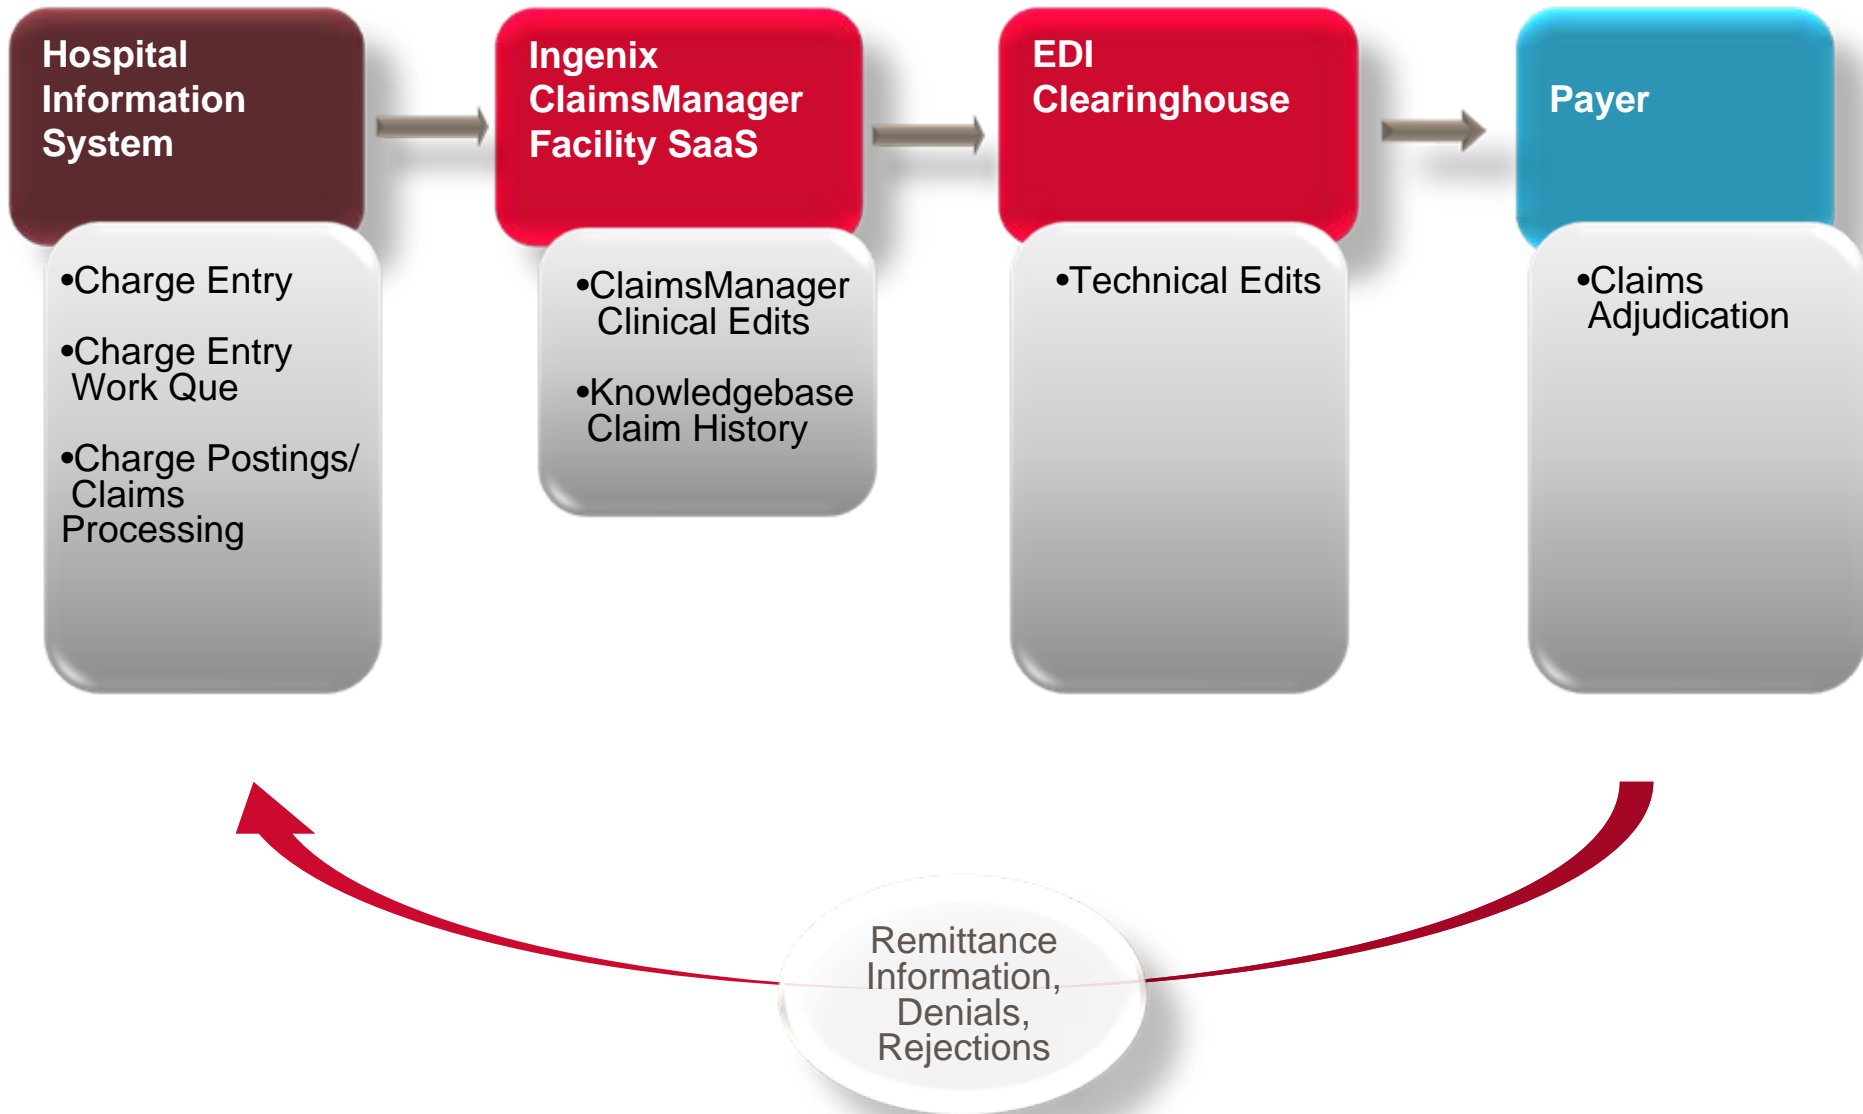 Hospital
Information
System
•Charge Entry
•Charge Entry
Work Que
•Charge Postings/
Claims
Processing
Ingenix
ClaimsManager
Facility SaaS
•ClaimsManager
Clinical Edits
•Knowledgebase
Claim History
EDI
Clearinghouse
•Technical Edits
Payer
•Claims
Adjudication
Remittance
Information,
Denials,
Rejections